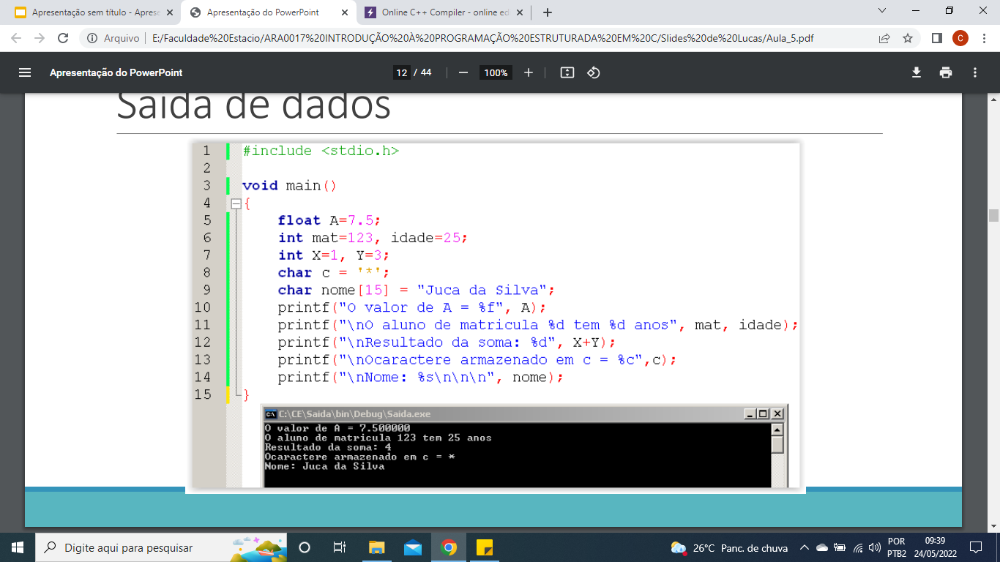 Apresentação sem título - Aprese
Apresentação do PowerPoint
Online C++ Compiler - online ed
Arquivo
E:/Faculdade%20Estacio/ARA0017%20INTRODUÇÃO%20À%20PROGRAMAÇÃO%20ESTRUTURADA%20EM%20C/Slides%20de%20Lucas/Aula_5.pdf
C
Apresentação do PowerPoint
12 / 44
100%
Saída de dados
1 #include <stdio.h>
2
3 void main()
4 {
5 float A=7.5;
6 int mat=123, idade=25;
7 int X=1, Y=3;
8 char c = '*';
9 char nome[15] = "Juca da Silva";
10 printf("O valor de A = %f", A);
11 printf("\nO aluno de matricula %d tem %d anos", mat, idade);
12 printf("\nResultado da soma: %d", X+Y);
13 printf("\nOcaractere armazenado em c = %c",c);
14 printf("\nNome: %s\n\n\n", nome);
15 }
C:\CE\Saida\bin\Debug\Saida.exe
O valor de A = 7.500000
O aluno de matricula 123 tem 25 anos
Resultado da soma: 4
Ocaractere armazenado em c = *
Nome: Juca da Silva
Digite aqui para pesquisar
26°C Panc. de chuva
POR
PTB2
09:39
24/05/2022